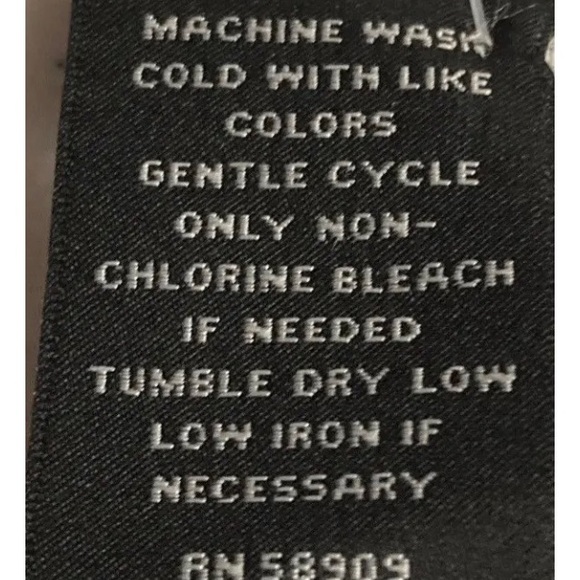 MACHINE WASH
COLD WITH LIKE
COLORS
GENTLE CYCLE
ONLY NON-
CHLORINE BLEACH
IF NEEDED
TUMBLE DRY LOW
LOW IRON IF
NECESSARY
RN 58909